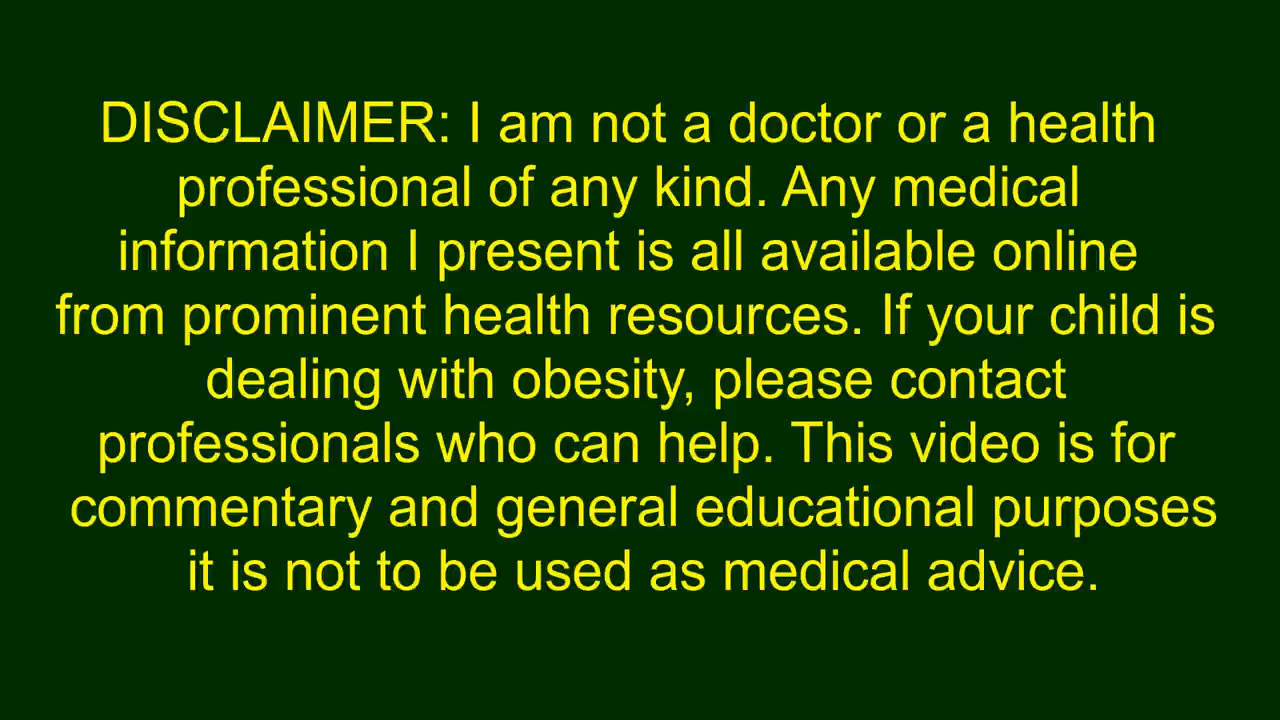 DISCLAIMER: I am not a doctor or a health
professional of any kind. Any medical
information I present is all available online
from prominent health resources. If your child is
dealing with obesity, please contact
professionals who can help. This video is for
commentary and general educational purposes
it is not to be used as medical advice.